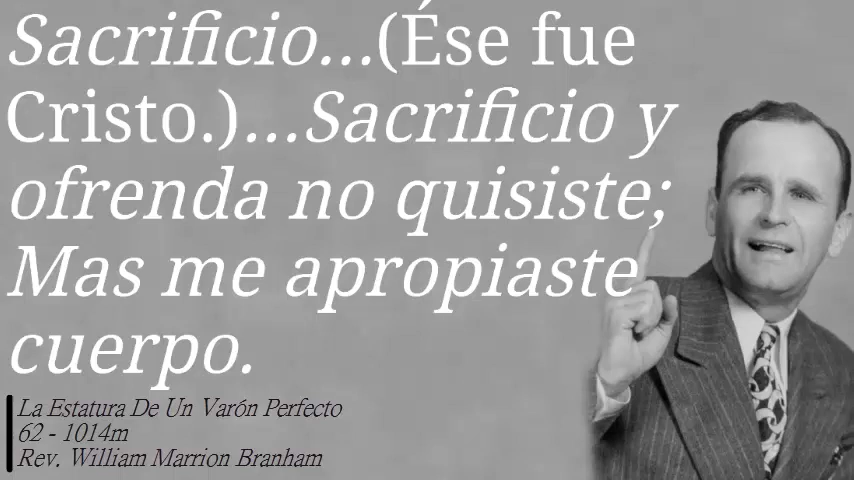 Sacrificio...(Ése fue
Cristo.)...Sacrificio y
ofrenda no quisiste;
Mas me apropiaste
cuerpo.
La Estatura De Un Varón Perfecto
62 - 1014m
Rev. William Marrion Branham